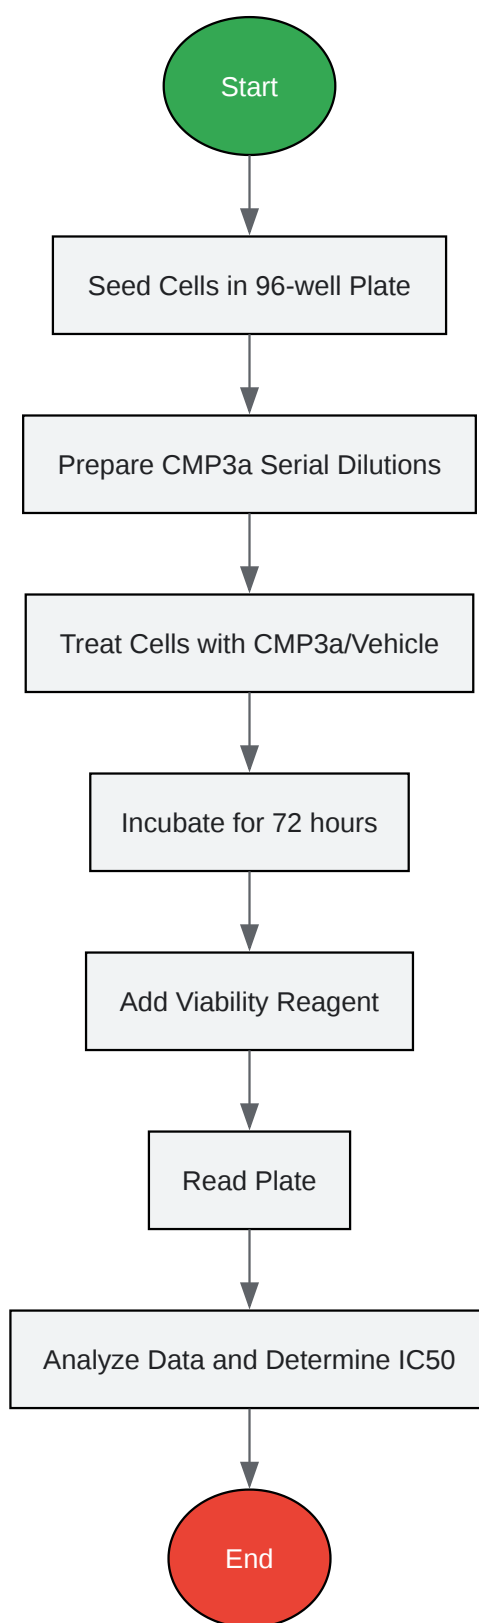 Start
Seed Cells in 96-well Plate
Prepare CMP3a Serial Dilutions
Treat Cells with CMP3a/Vehicle
Incubate for 72 hours
Add Viability Reagent
Read Plate
Analyze Data and Determine IC50
End